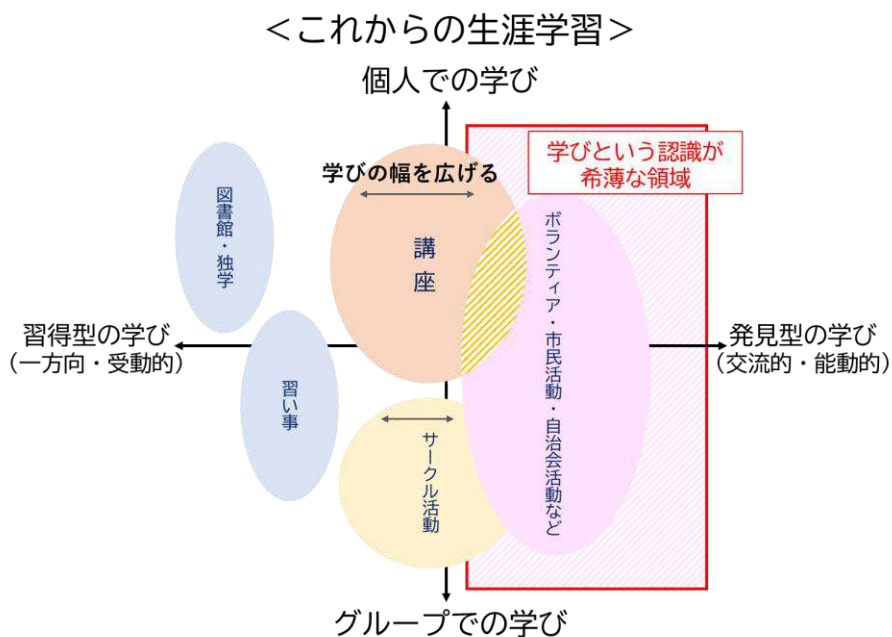 ＜これからの生涯学習＞
個人での学び
学びという認識が
希薄な領域
学びの幅を広げる
図書館・独学
講座
ボランティア・市民活動・自治会活動など
習得型の学び
（一方向・受動的）
発見型の学び
（交流的・能動的）
習い事
サークル活動
グループでの学び